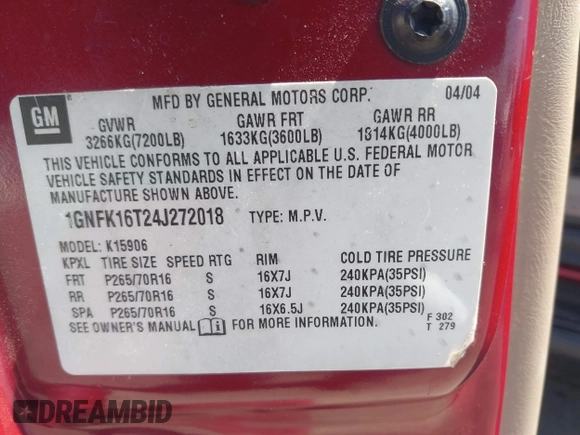 GM
MFD BY GENERAL MOTORS CORP. 04/04
GVWR GAWR FRT GAWR RR
3266KG(7200LB) 1633KG(3600LB) 1814KG(4000LB)
THIS VEHICLE CONFORMS TO ALL APPLICABLE U.S. FEDERAL MOTOR
VEHICLE SAFETY STANDARDS IN EFFECT ON THE DATE OF
MANUFACTURE SHOWN ABOVE.
1GNFK16T24J272018 TYPE: M.P.V.
MODEL: K15906
KPXL TIRE SIZE SPEED RTG RIM COLD TIRE PRESSURE
FRT P265/70R16 S 16X7J 240KPA(35PSI)
RR P265/70R16 S 16X7J 240KPA(35PSI)
SPA P265/70R16 S 16X6.5J 240KPA(35PSI)
SEE OWNER'S MANUAL FOR MORE INFORMATION.
F 302
T 279
DREAMBID